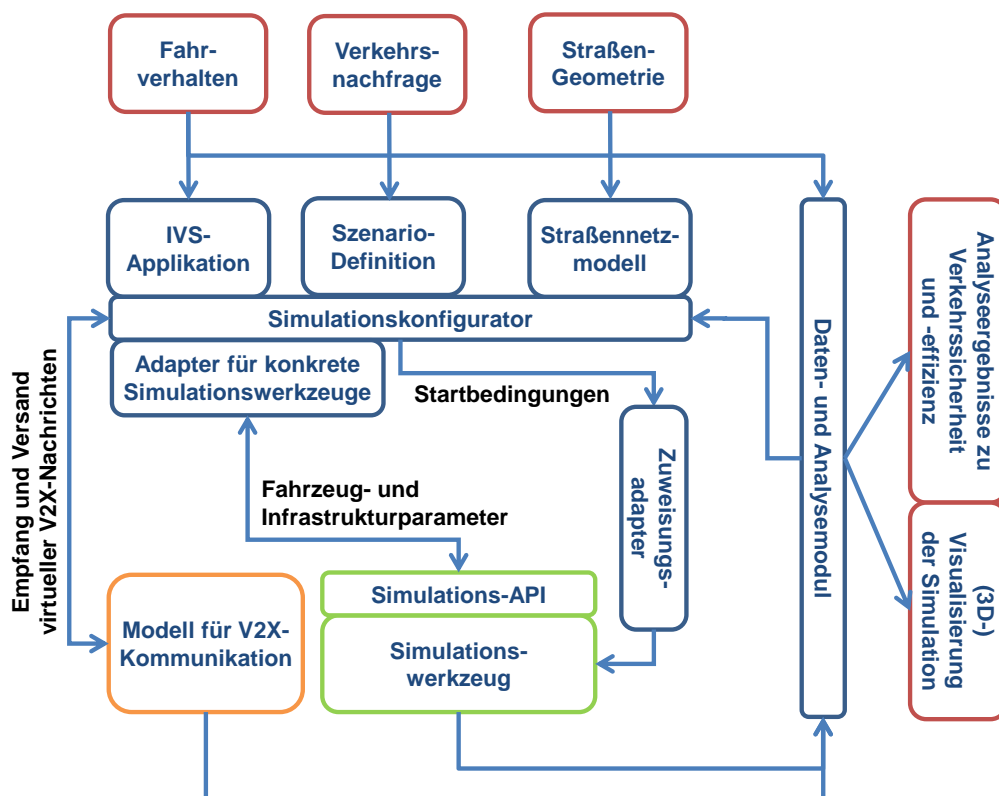 Fahr-
verhalten
Verkehrs-
nachfrage
Straßen-
Geometrie
IVS-
Applikation
Szenario-
Definition
Straßennetz-
modell
Simulationskonfigurator
Adapter für konkrete
Simulationswerkzeuge
Startbedingungen
Zuweisungs-
adapter
Fahrzeug- und
Infrastrukturparameter
Empfang und Versand
virtueller V2X-Nachrichten
Simulations-API
Simulations-
werkzeug
Modell für V2X-
Kommunikation
Daten- und Analysemodul
Analyseergebnisse zu
Verkehrssicherheit
und -effizienz
(3D-)
Visualisierung
der Simulation